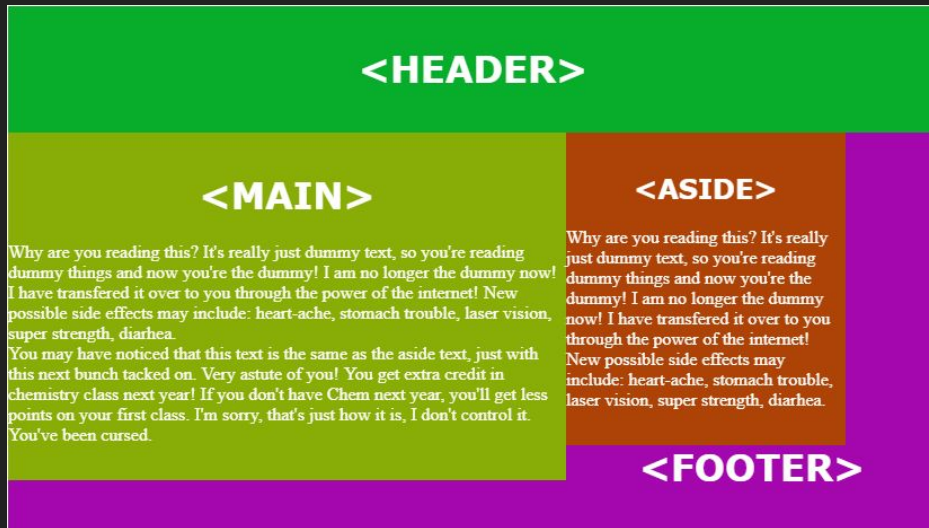 <HEADER>
<MAIN>
Why are you reading this? It's really just dummy text, so you're reading
dummy things and now you're the dummy! I am no longer the dummy now!
I have transfered it over to you through the power of the internet! New
possible side effects may include: heart-ache, stomach trouble, laser vision,
super strength, diarhea.
You may have noticed that this text is the same as the aside text, just with
this next bunch tacked on. Very astute of you! You get extra credit in
chemistry class next year! If you don't have Chem next year, you'll get less
points on your first class. I'm sorry, that's just how it is, I don't control it.
You've been cursed.
<ASIDE>
Why are you reading this? It's really
just dummy text, so you're reading
dummy things and now you're the
dummy! I am no longer the dummy
now! I have transfered it over to you
through the power of the internet!
New possible side effects may
include: heart-ache, stomach trouble,
laser vision, super strength, diarhea.
<FOOTER>